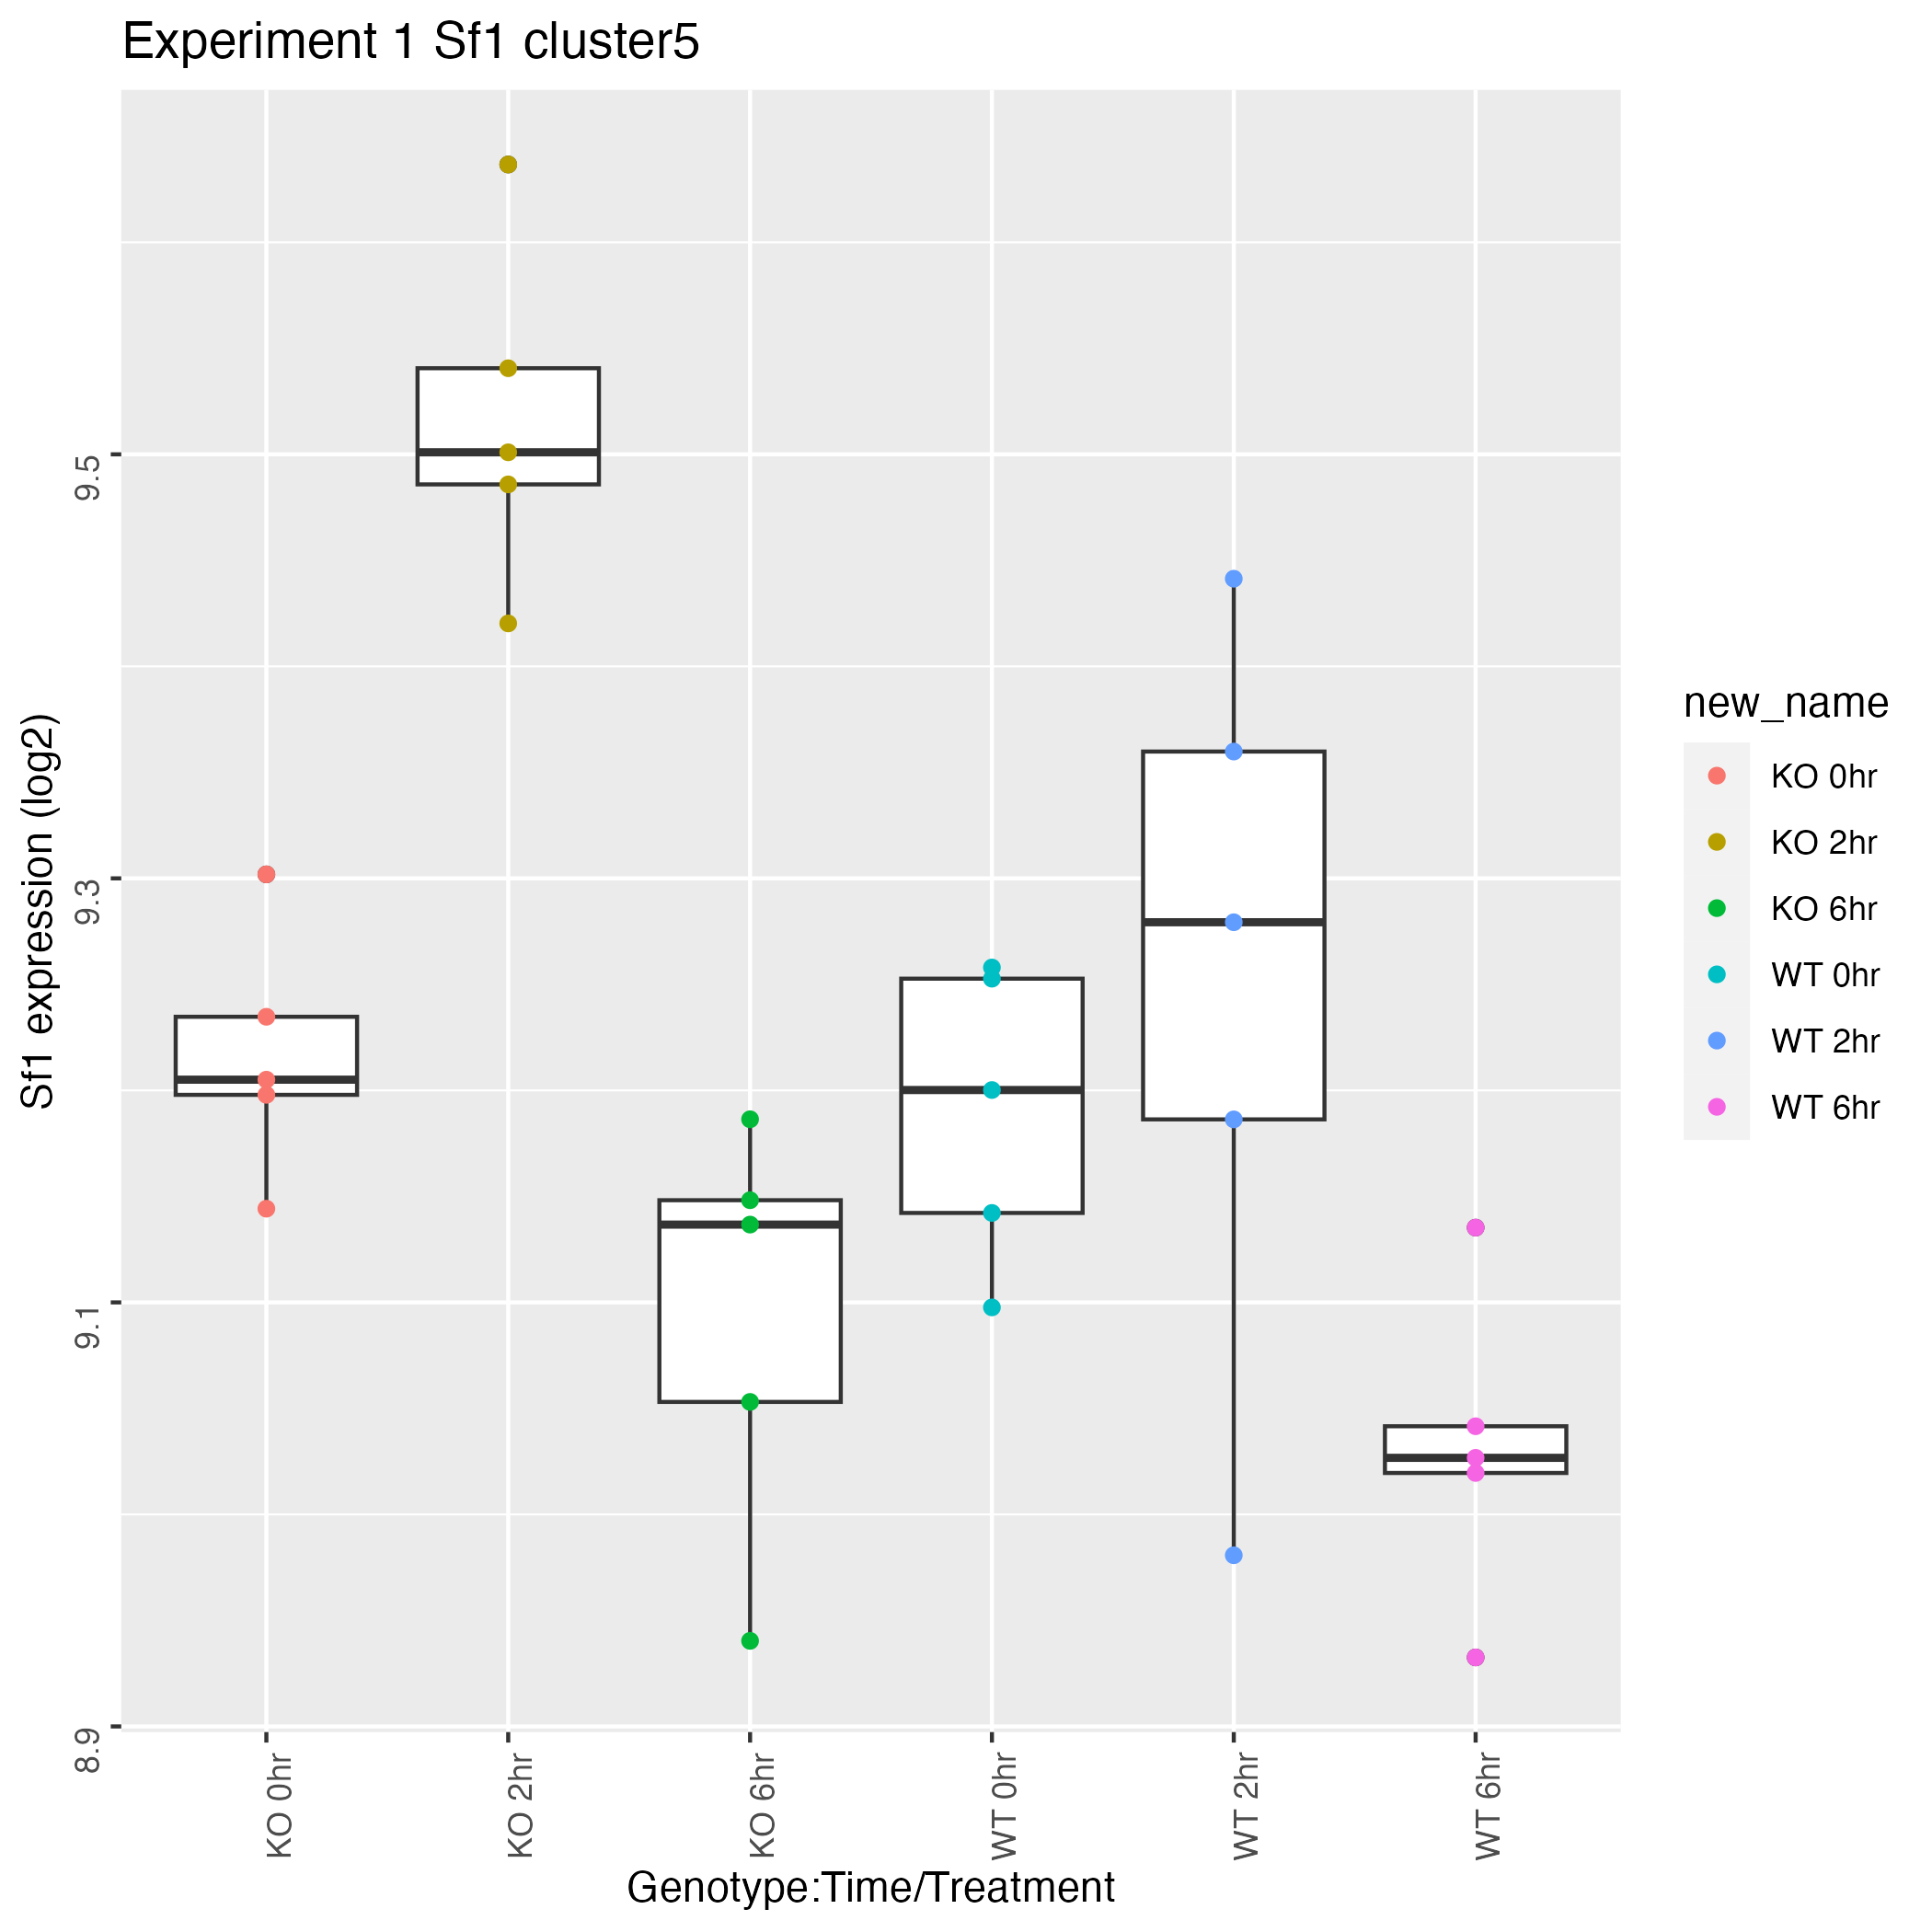 Experiment 1 Sf1 cluster5
Sf1 expression (log2)
9.5
9.3
9.1
8.9
KO 0hr
KO 2hr
KO 6hr
WT 0hr
WT 2hr
WT 6hr
Genotype:Time/Treatment
new_name
KO 0hr
KO 2hr
KO 6hr
WT 0hr
WT 2hr
WT 6hr